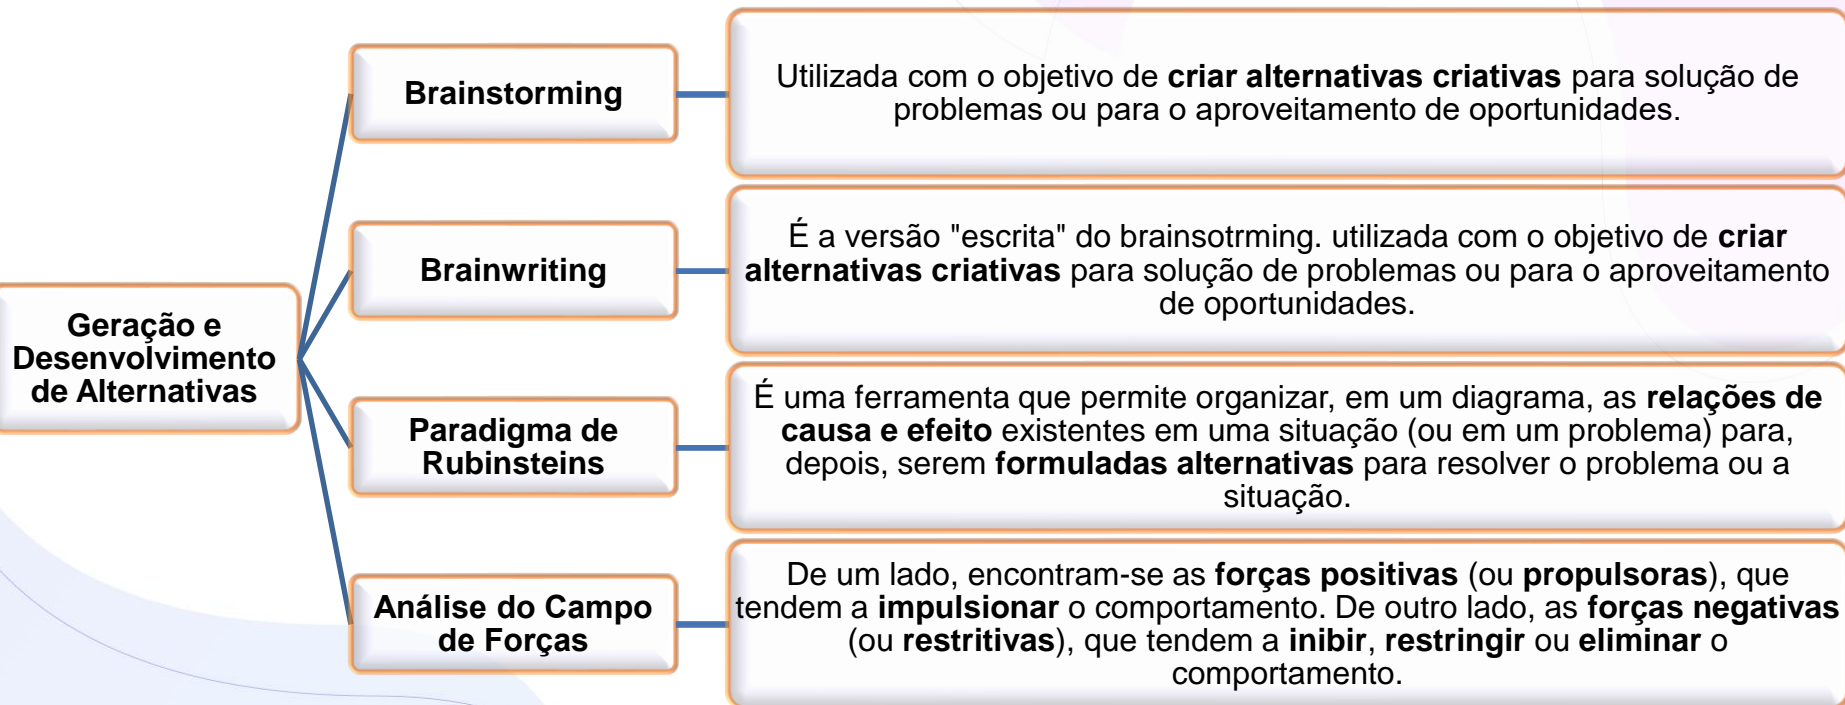 Geração e
Desenvolvimento
de Alternativas
Brainstorming
Utilizada com o objetivo de criar alternativas criativas para solução de
problemas ou para o aproveitamento de oportunidades.
Brainwriting
É a versão "escrita" do brainsotrming. utilizada com o objetivo de criar
alternativas criativas para solução de problemas ou para o aproveitamento
de oportunidades.
Paradigma de
Rubinsteins
É uma ferramenta que permite organizar, em um diagrama, as relações de
causa e efeito existentes em uma situação (ou em um problema) para,
depois, serem formuladas alternativas para resolver o problema ou a
situação.
Análise do Campo
de Forças
De um lado, encontram-se as forças positivas (ou propulsoras), que
tendem a impulsionar o comportamento. De outro lado, as forças negativas
(ou restritivas), que tendem a inibir, restringir ou eliminar o
comportamento.